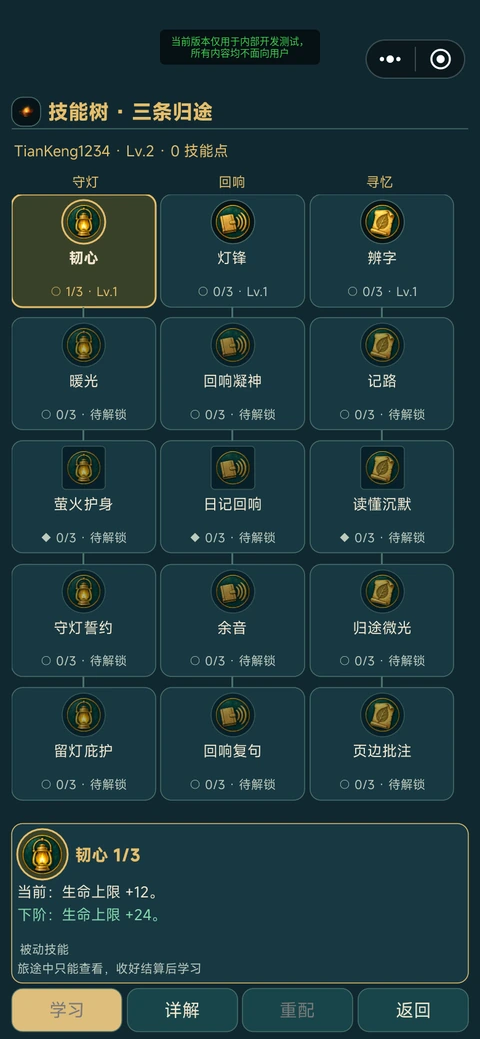 当前版本仅用于内部开发测试，
所有内容均不面向用户
技能树 · 三条归途
TianKeng1234 · Lv.2 · 0 技能点
守灯 回响 寻忆
韧心 灯锋 辨字
○ 1/3 · Lv.1 ○ 0/3 · Lv.1 ○ 0/3 · Lv.1
暖光 回响凝神 记路
○ 0/3 · 待解锁 ○ 0/3 · 待解锁 ○ 0/3 · 待解锁
萤火护身 日记回响 读懂沉默
◆ 0/3 · 待解锁 ◆ 0/3 · 待解锁 ◆ 0/3 · 待解锁
守灯誓约 余音 归途微光
○ 0/3 · 待解锁 ○ 0/3 · 待解锁 ○ 0/3 · 待解锁
留灯庇护 回响复句 页边批注
○ 0/3 · 待解锁 ○ 0/3 · 待解锁 ○ 0/3 · 待解锁
韧心 1/3
当前：生命上限 +12。
下阶：生命上限 +24。
被动技能
旅途中只能查看，收好结算后学习
学习 详解 重配 返回